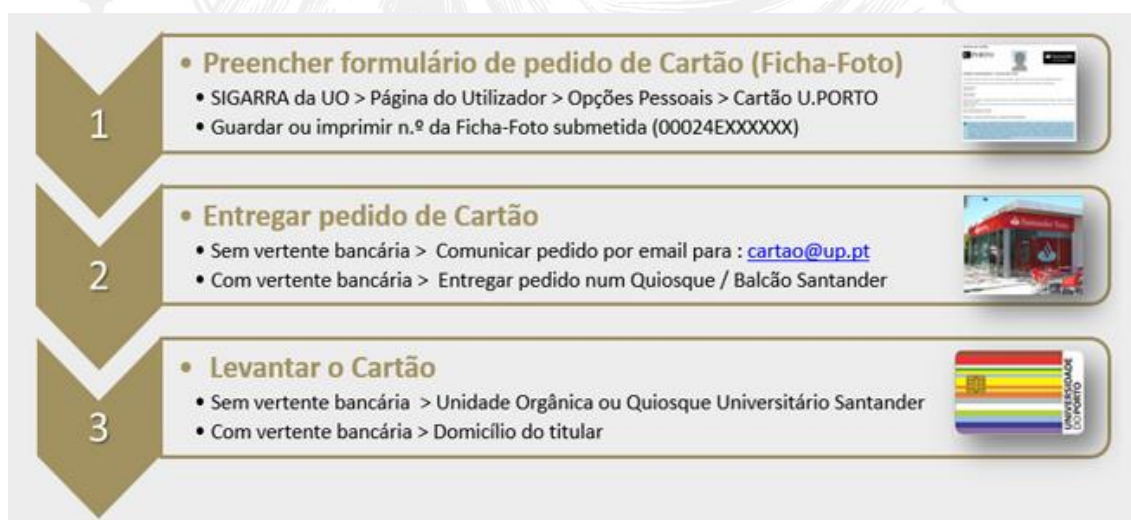 1
• Preencher formulário de pedido de Cartão (Ficha-Foto)
• SIGARRA da UO > Página do Utilizador > Opções Pessoais > Cartão U.PORTO
• Guardar ou imprimir n.º da Ficha-Foto submetida (00024EXXXXXX)
2
• Entregar pedido de Cartão
• Sem vertente bancária > Comunicar pedido por email para : cartao@up.pt
• Com vertente bancária > Entregar pedido num Quiosque / Balcão Santander
Santander Totta
3
• Levantar o Cartão
• Sem vertente bancária > Unidade Orgânica ou Quiosque Universitário Santander
• Com vertente bancária > Domicílio do titular
UNIVERSIDADE
DO PORTO